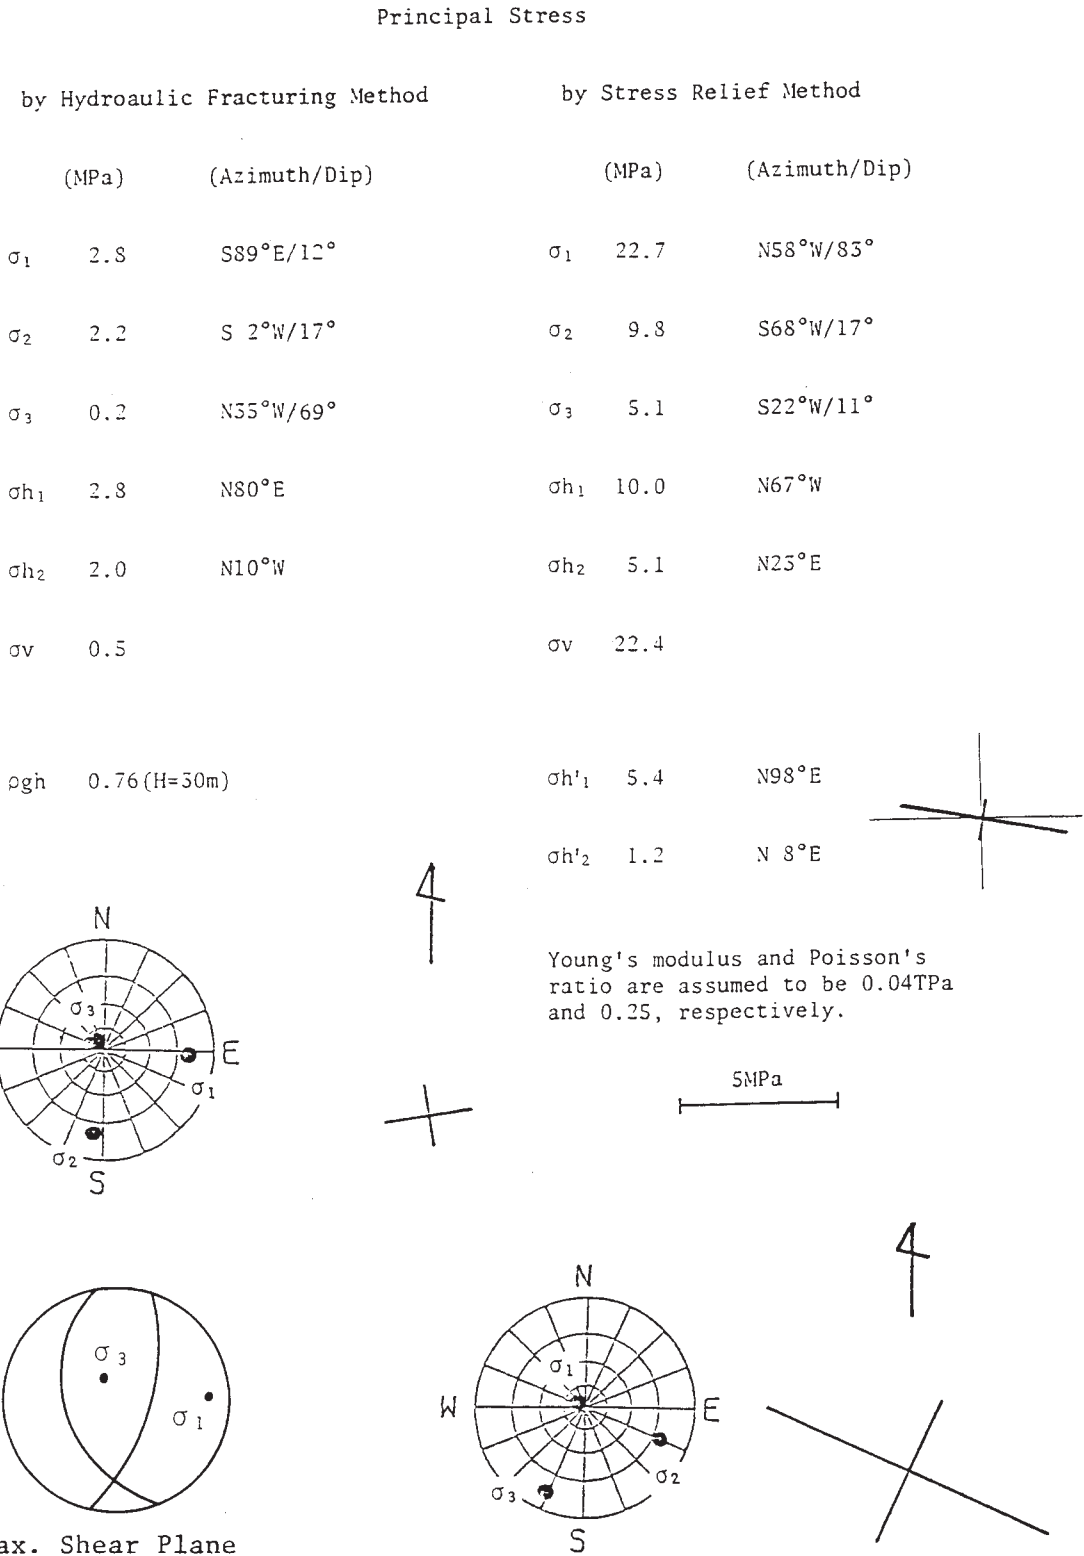 Principal Stress
by Hydroaulic Fracturing Method
(MPa) (Azimuth/Dip)
σ1 2.8 S89°E/12°
σ2 2.2 S 2°W/17°
σ3 0.2 N35°W/69°
σh1 2.8 N80°E
σh2 2.0 N10°W
σv 0.5
ρgh 0.76(H=30m)
by Stress Relief Method
(MPa) (Azimuth/Dip)
σ1 22.7 N58°W/83°
σ2 9.8 S68°W/17°
σ3 5.1 S22°W/11°
σh1 10.0 N67°W
σh2 5.1 N23°E
σv 22.4
σh'1 5.4 N98°E
σh'2 1.2 N 8°E
Young's modulus and Poisson's
ratio are assumed to be 0.04TPa
and 0.25, respectively.
5MPa
N
σ3
E
σ1
σ2
S
σ3
σ1
ax. Shear Plane
N
σ1
W
E
σ2
σ3
S